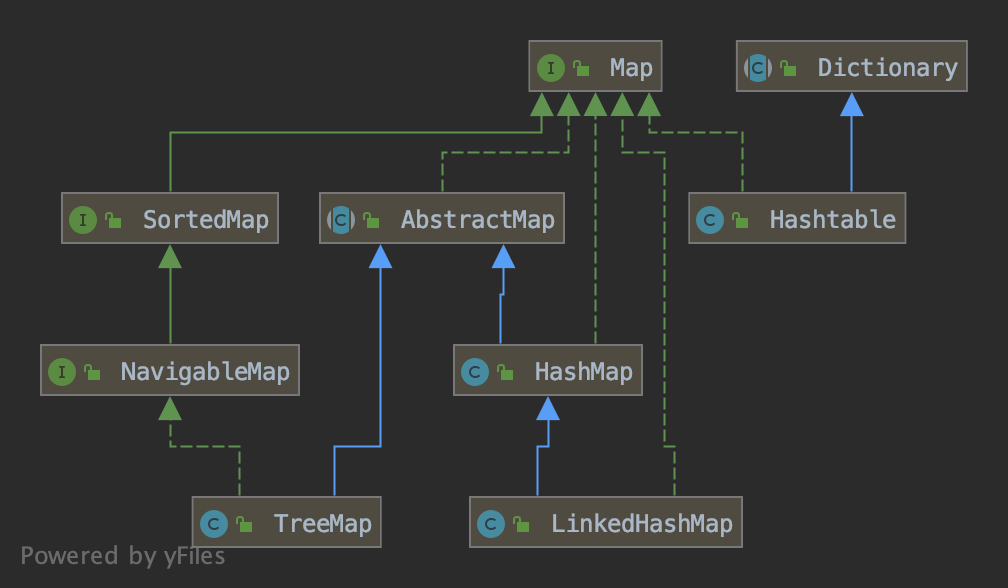 I Map
C Dictionary
I SortedMap
C AbstractMap
C Hashtable
I NavigableMap
C HashMap
C TreeMap
C LinkedHashMap
Powered by yFiles